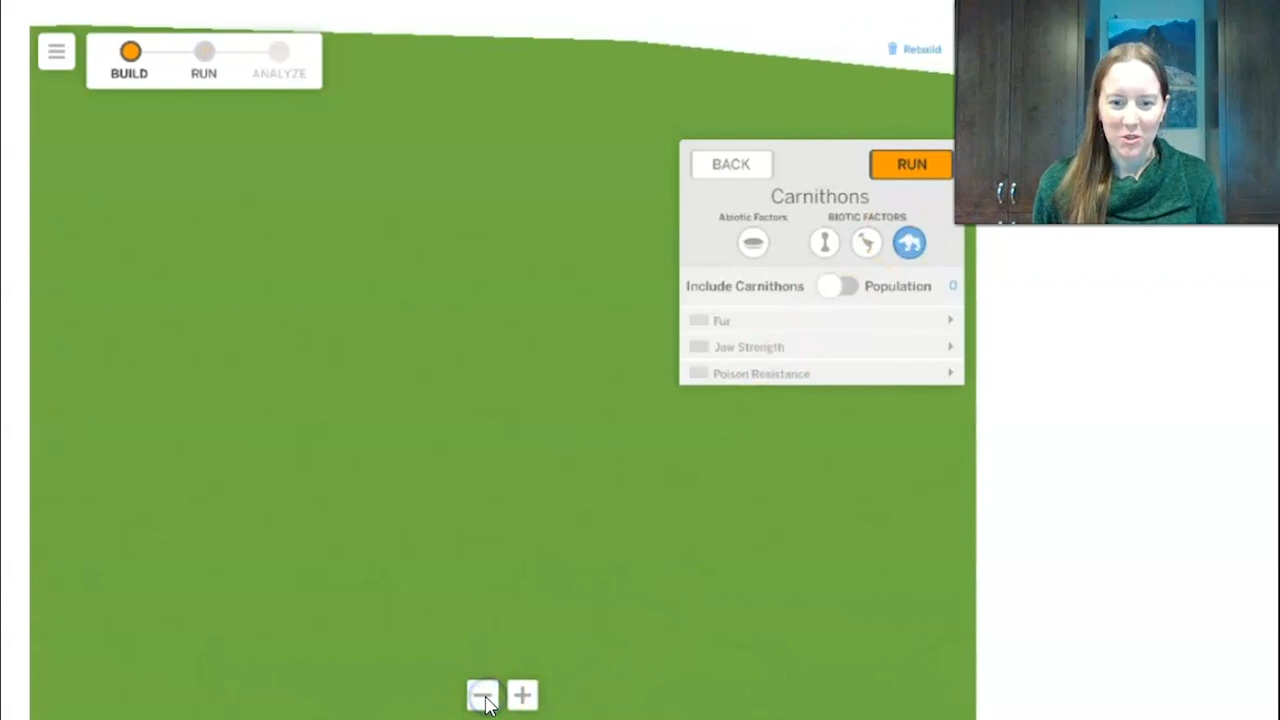 Rebuild
BUILD RUN ANALYZE
BACK RUN
Carnithons
Abiotic Factors BIOTIC FACTORS
Include Carnithons Population 0
Fur
Jaw Strength
Poison Resistance